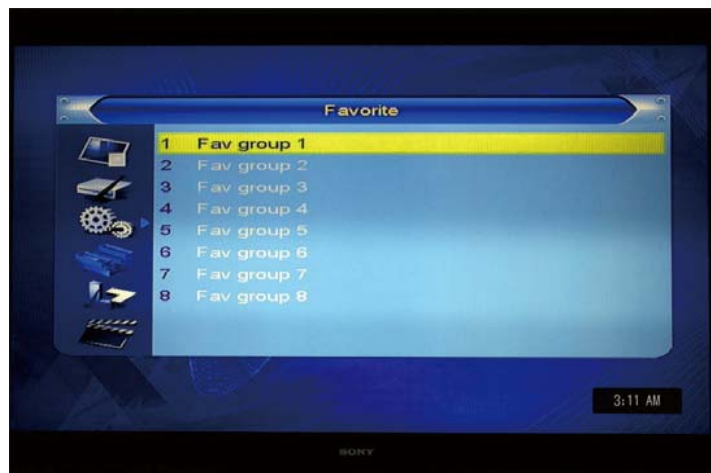 Favorite
1 Fav group 1
2 Fav group 2
3 Fav group 3
4 Fav group 4
5 Fav group 5
6 Fav group 6
7 Fav group 7
8 Fav group 8
3:11 AM
SONY